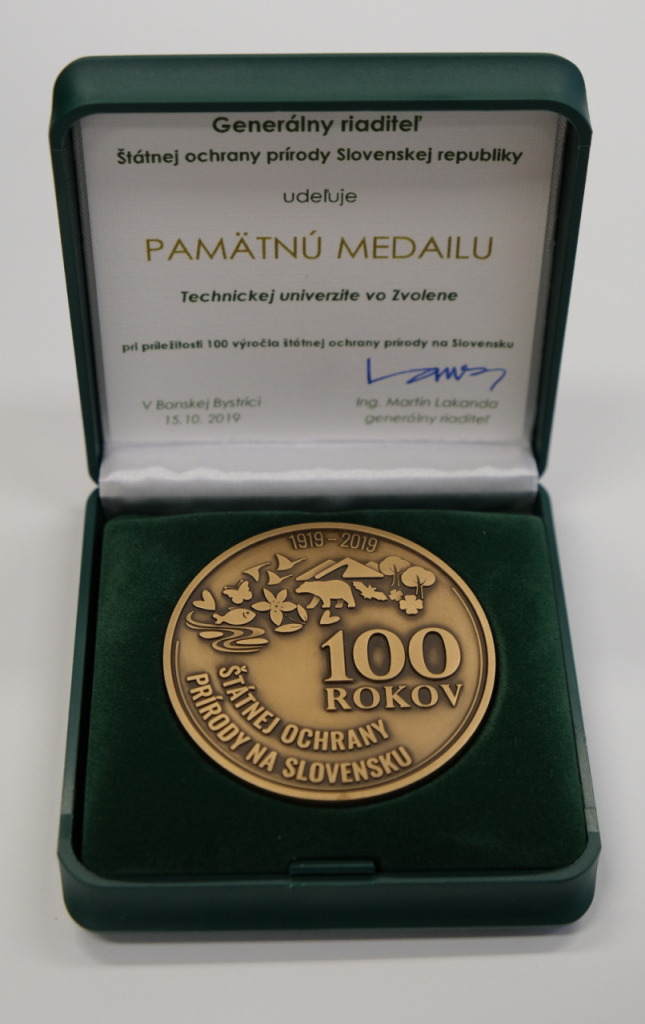 Generálny riaditeľ
Štátnej ochrany prírody Slovenskej republiky
udeľuje
PAMÄTNÚ MEDAILU
Technickej univerzite vo Zvolene
pri príležitosti 100 výročia štátnej ochrany prírody na Slovensku
V Banskej Bystrici
15.10. 2019
Ing. Martin Lakanda
generálny riaditeľ
1919 - 2019
100
ROKOV
ŠTÁTNEJ OCHRANY
PRÍRODY NA SLOVENSKU